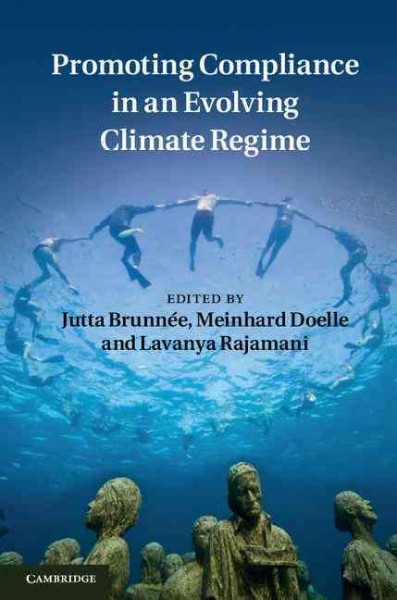 Promoting Compliance
in an Evolving
Climate Regime
EDITED BY
Jutta Brunnée, Meinhard Doelle
and Lavanya Rajamani
CAMBRIDGE